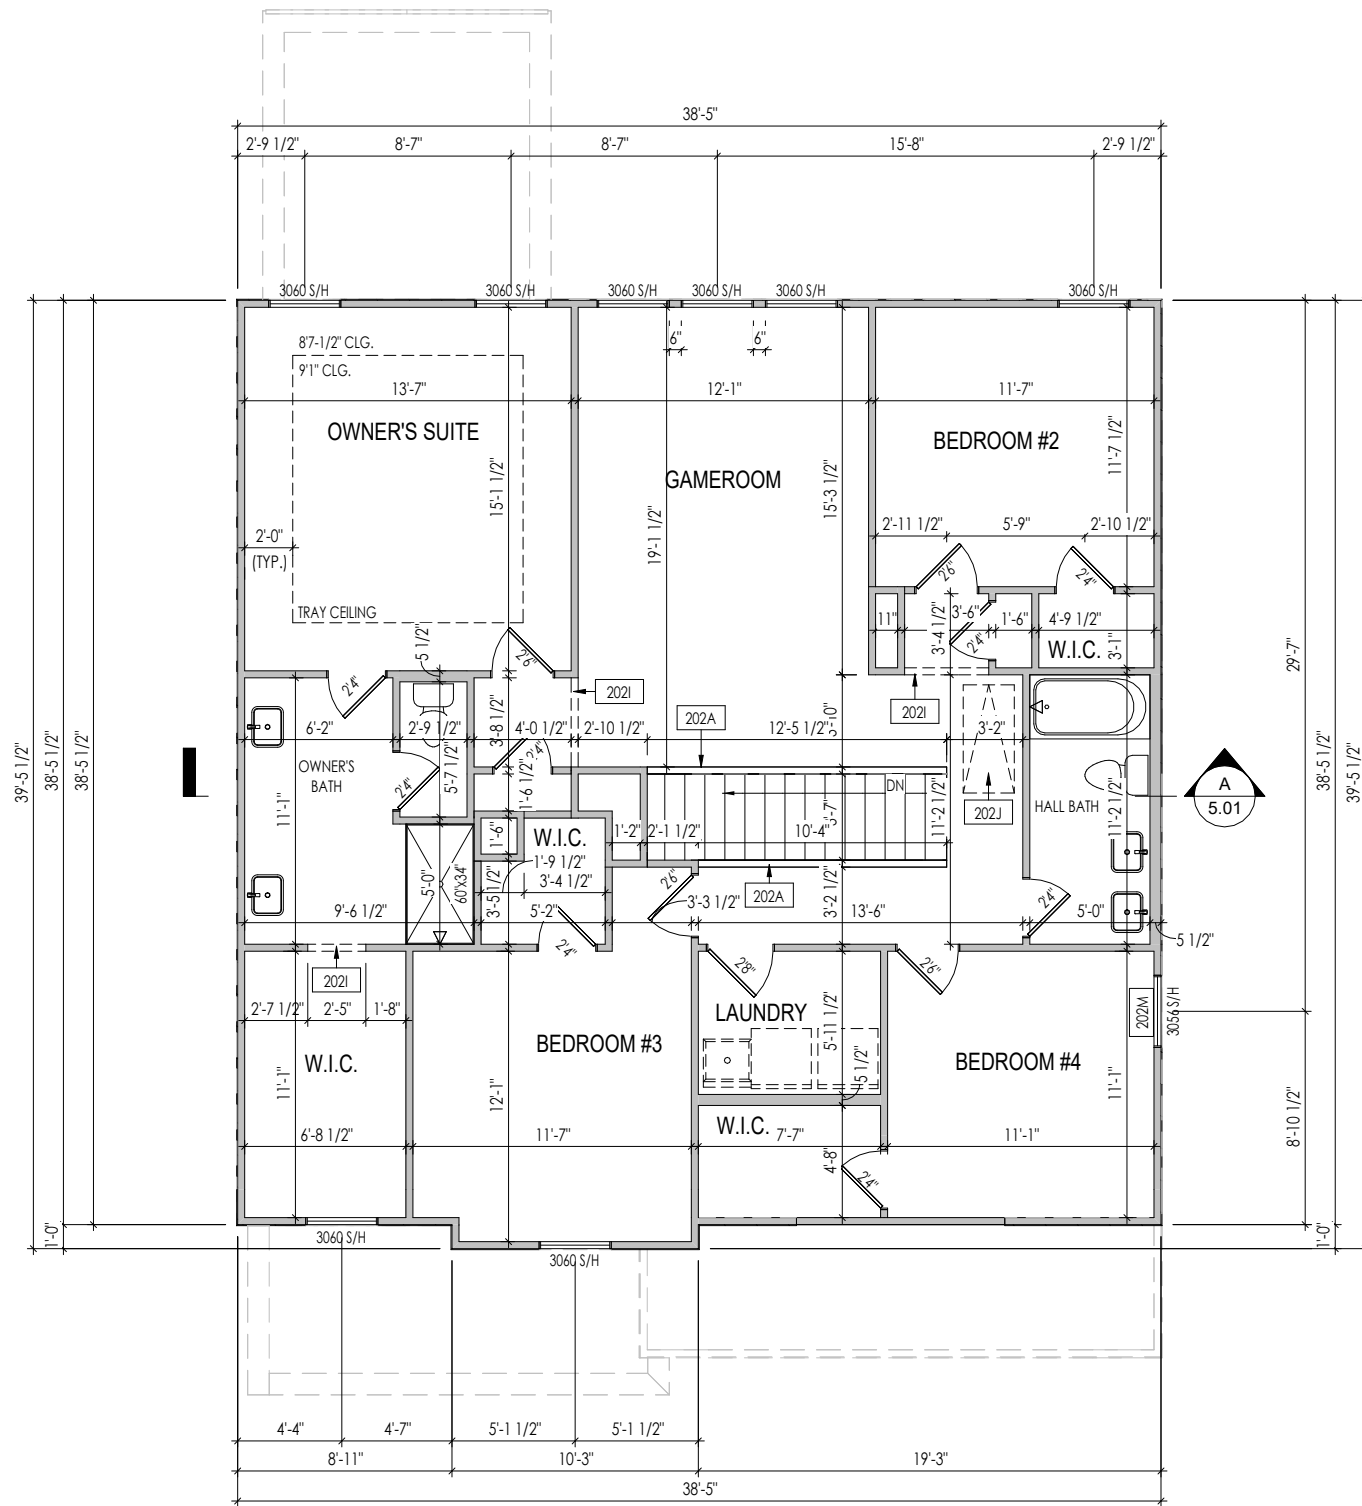 38'-5"
2'-9 1/2"
8'-7"
8'-7"
15'-8"
2'-9 1/2"
3060 S/H
3060 S/H
3060 S/H
3060 S/H
3060 S/H
8'7-1/2" CLG.
9'1" CLG.
6"
6"
13'-7"
12'-1"
11'-7"
OWNER'S SUITE
GAMEROOM
BEDROOM #2
15'-1 1/2"
19'-1 1/2"
15'-3 1/2"
11'-7 1/2"
2'-0"
(TYP.)
TRAY CEILING
2'-11 1/2"
5'-9"
2'-10 1/2"
2'6"
2'4"
11"
3'-4 1/2"
3'-6"
1'-6"
4'-9 1/2"
2'4"
W.I.C.
3'-1"
5 1/2"
2'6"
2'4"
202I
202I
202A
6'-2"
2'-9 1/2"
3'-8 1/2"
4'-0 1/2"
2'-10 1/2"
12'-5 1/2"
3'-2"
OWNER'S
BATH
2'4"
5'-7 1/2"
2'4"
1'-6 1/2"
DN
202J
HALL BATH
A
5.01
11'-1"
1'-6"
W.I.C.
1'-2"
2'-1 1/2"
10'-4"
11'-2 1/2"
11'-2 1/2"
1'-9 1/2"
3'-4 1/2"
5'-0"
60"X34"
3'-5 1/2"
2'6"
3'-3 1/2"
202A
3'-2 1/2"
9'-6 1/2"
5'-2"
13'-6"
2'4"
5'-0"
5 1/2"
2'4"
202I
2'8"
2'6"
2'-7 1/2"
2'-5"
1'-8"
LAUNDRY
5'-11 1/2"
202M
3056 S/H
W.I.C.
BEDROOM #3
BEDROOM #4
5 1/2"
11'-1"
12'-1"
11'-1"
W.I.C.
6'-8 1/2"
11'-7"
7'-7"
11'-1"
4'-8"
2'4"
3060 S/H
3060 S/H
39'-5 1/2"
38'-5 1/2"
38'-5 1/2"
1'-0"
29'-7"
38'-5 1/2"
39'-5 1/2"
8'-10 1/2"
1'-0"
4'-4"
4'-7"
5'-1 1/2"
5'-1 1/2"
8'-11"
10'-3"
19'-3"
38'-5"